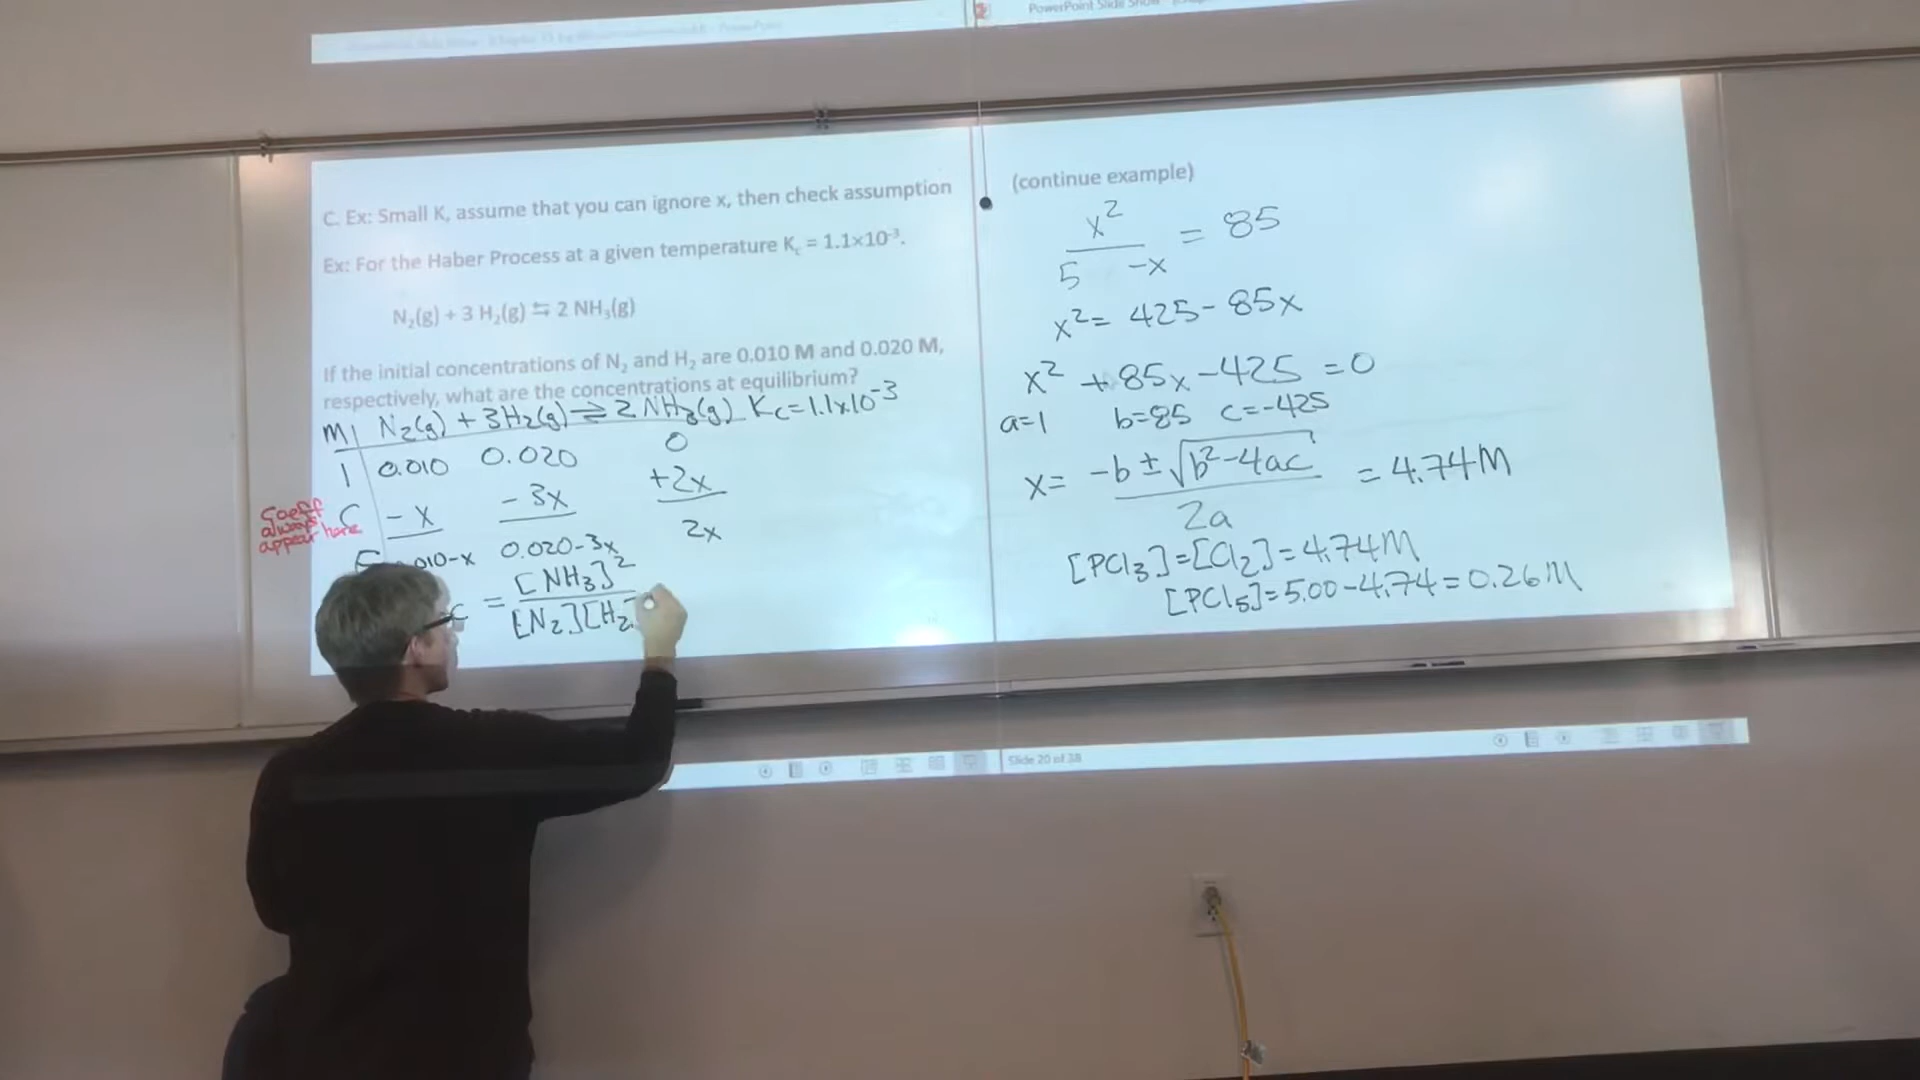 PowerPoint Slide Show
C. Ex: Small K, assume that you can ignore x, then check assumption
Ex: For the Haber Process at a given temperature Kc = 1.1×10⁻³.
N₂(g) + 3 H₂(g) ⇆ 2 NH₃(g)
If the initial concentrations of N₂ and H₂ are 0.010 M and 0.020 M,
respectively, what are the concentrations at equilibrium?
M | N₂(g) + 3H₂(g) ⇌ 2 NH₃(g) Kc = 1.1x10⁻³
I 0.010 0.020 0
C -x -3x +2x
Coeff
always
appear here
E .010-x 0.020-3x 2x
c = [NH₃]² / [N₂][H₂]
(continue example)
x² / 5 -x = 85
x² = 425 - 85x
x² + 85x - 425 = 0
a=1 b=85 c=-425
x = -b ± √b²-4ac / 2a = 4.74M
[PCl₃] = [Cl₂] = 4.74M
[PCl₅] = 5.00 - 4.74 = 0.26M
Slide 20 of 38